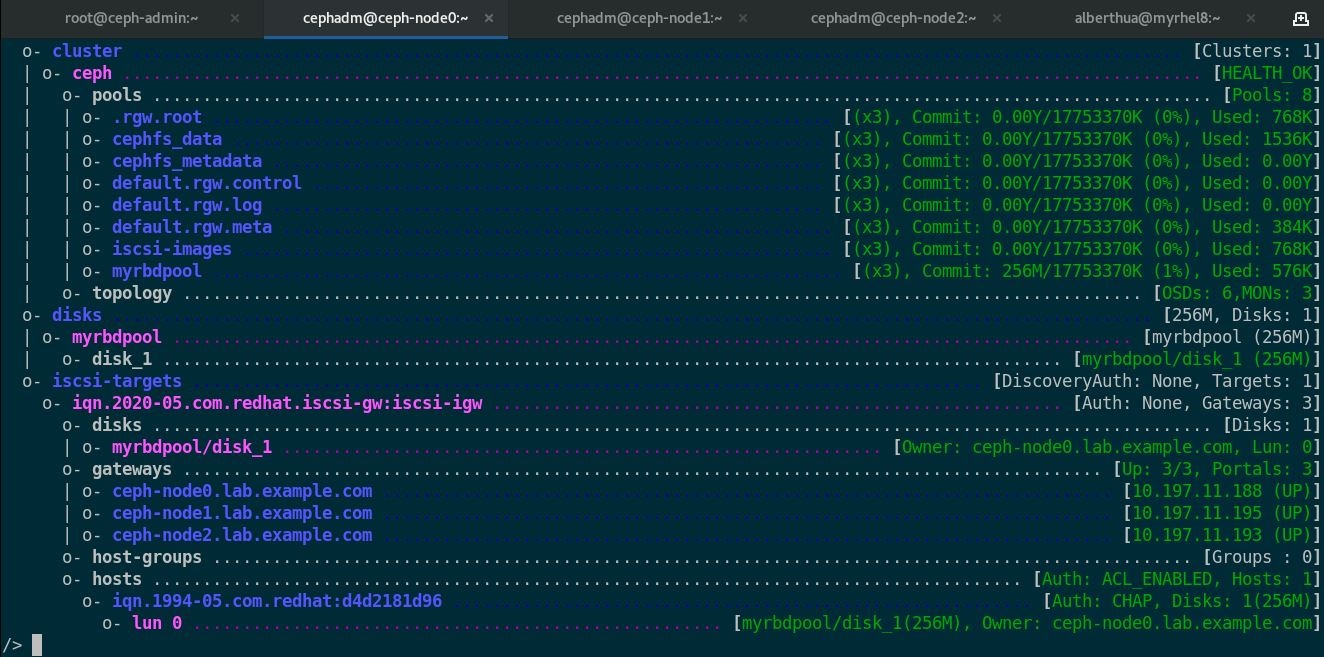 root@ceph-admin:~ × cephadm@ceph-node0:~ × cephadm@ceph-node1:~ × cephadm@ceph-node2:~ × alberthua@myrhel8:~ ×
o- cluster ........................................................................................................... [Clusters: 1]
| o- ceph ............................................................................................................ [HEALTH_OK]
|   o- pools .......................................................................................................... [Pools: 8]
|   | o- .rgw.root ................................................................ [(x3), Commit: 0.00Y/17753370K (0%), Used: 768K]
|   | o- cephfs_data ............................................................. [(x3), Commit: 0.00Y/17753370K (0%), Used: 1536K]
|   | o- cephfs_metadata ......................................................... [(x3), Commit: 0.00Y/17753370K (0%), Used: 0.00Y]
|   | o- default.rgw.control ..................................................... [(x3), Commit: 0.00Y/17753370K (0%), Used: 0.00Y]
|   | o- default.rgw.log ......................................................... [(x3), Commit: 0.00Y/17753370K (0%), Used: 0.00Y]
|   | o- default.rgw.meta ......................................................... [(x3), Commit: 0.00Y/17753370K (0%), Used: 384K]
|   | o- iscsi-images ............................................................. [(x3), Commit: 0.00Y/17753370K (0%), Used: 768K]
|   | o- myrbdpool ................................................................. [(x3), Commit: 256M/17753370K (1%), Used: 576K]
|   o- topology ................................................................................................ [OSDs: 6,MONs: 3]
o- disks .......................................................................................................... [256M, Disks: 1]
| o- myrbdpool ................................................................................................ [myrbdpool (256M)]
|   o- disk_1 .......................................................................................... [myrbdpool/disk_1 (256M)]
o- iscsi-targets ............................................................................... [DiscoveryAuth: None, Targets: 1]
  o- iqn.2020-05.com.redhat.iscsi-gw:iscsi-igw ......................................................... [Auth: None, Gateways: 3]
    o- disks .......................................................................................................... [Disks: 1]
    | o- myrbdpool/disk_1 ............................................................ [Owner: ceph-node0.lab.example.com, Lun: 0]
    o- gateways ............................................................................................ [Up: 3/3, Portals: 3]
    | o- ceph-node0.lab.example.com ......................................................................... [10.197.11.188 (UP)]
    | o- ceph-node1.lab.example.com ......................................................................... [10.197.11.195 (UP)]
    | o- ceph-node2.lab.example.com ......................................................................... [10.197.11.193 (UP)]
    o- host-groups .................................................................................................. [Groups : 0]
    o- hosts ....................................................................................... [Auth: ACL_ENABLED, Hosts: 1]
      o- iqn.1994-05.com.redhat:d4d2181d96 ........................................................... [Auth: CHAP, Disks: 1(256M)]
        o- lun 0 ..................................................... [myrbdpool/disk_1(256M), Owner: ceph-node0.lab.example.com]
/>